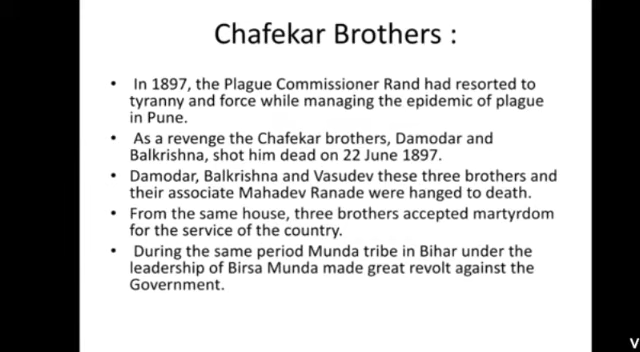 Chafekar Brothers :
• In 1897, the Plague Commissioner Rand had resorted to
tyranny and force while managing the epidemic of plague
in Pune.
• As a revenge the Chafekar brothers, Damodar and
Balkrishna, shot him dead on 22 June 1897.
• Damodar, Balkrishna and Vasudev these three brothers and
their associate Mahadev Ranade were hanged to death.
• From the same house, three brothers accepted martyrdom
for the service of the country.
• During the same period Munda tribe in Bihar under the
leadership of Birsa Munda made great revolt against the
Government.
V